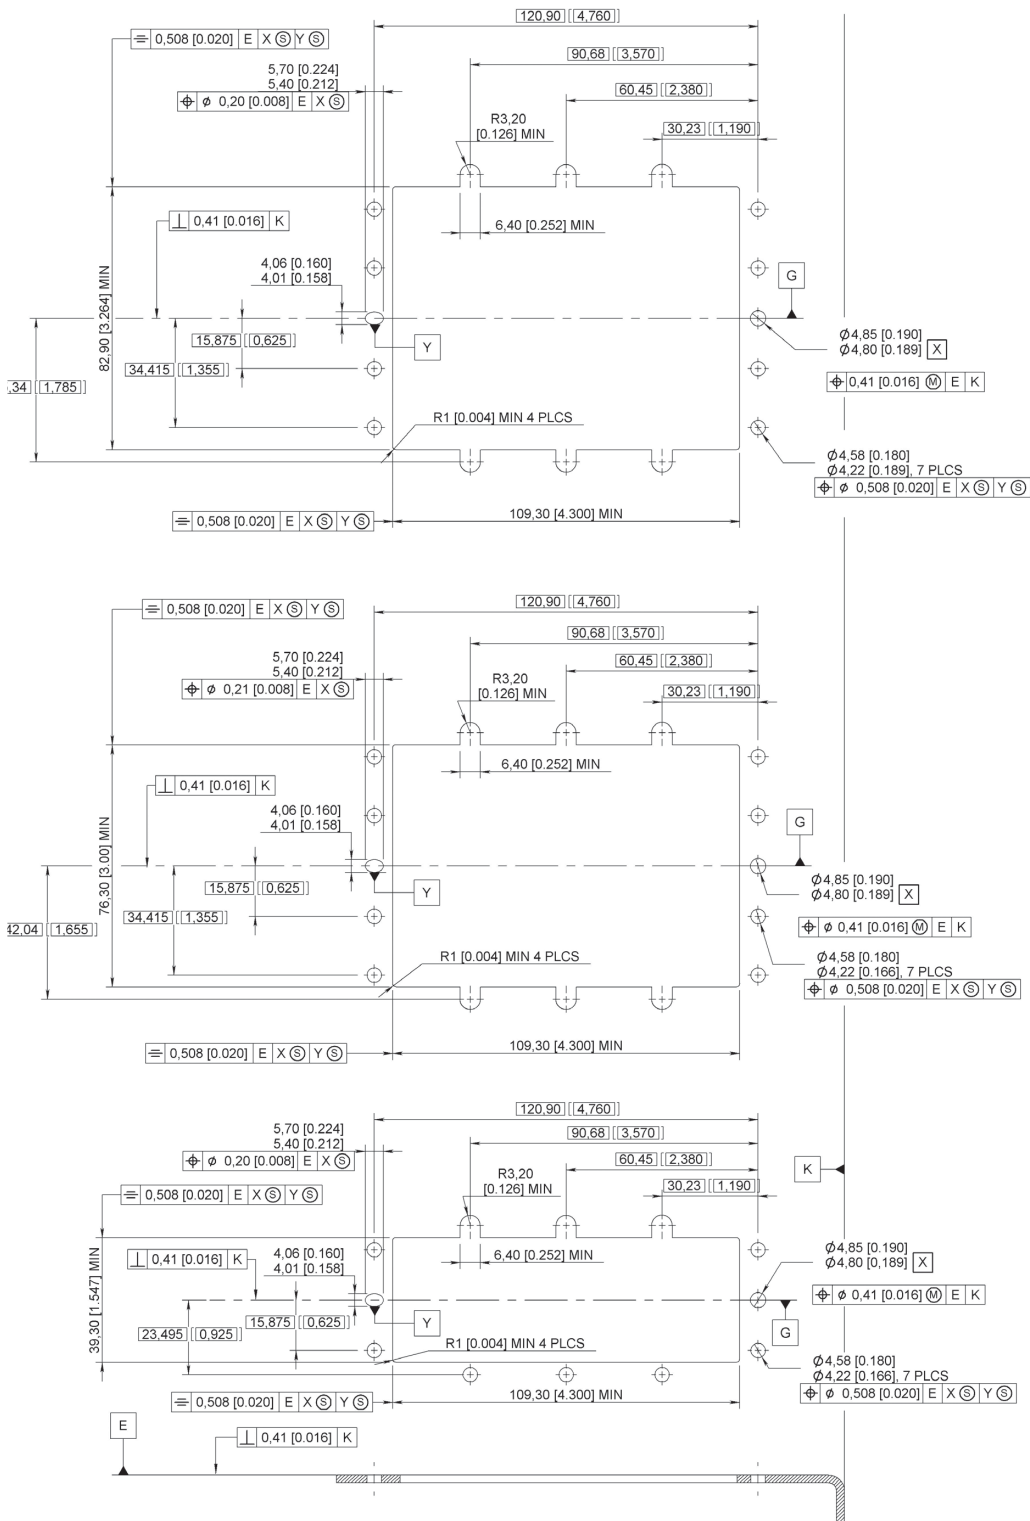 120,90 [4,760]
⌯ 0,508 [0.020] E X Ⓢ Y Ⓢ
90,68 [3,570]
5,70 [0.224]
5,40 [0.212]
⌖ ø 0,20 [0.008] E X Ⓢ
60,45 [2,380]
R3,20
[0.126] MIN
30,23 [1,190]
⊥ 0,41 [0.016] K
6,40 [0.252] MIN
4,06 [0.160]
4,01 [0.158]
G
82,90 [3.264] MIN
15,875 [0,625]
Y
Ø4,85 [0.190]
Ø4,80 [0.189] X
34,415 [1,355]
,34 [1,785]
⌖ 0,41 [0.016] Ⓜ E K
R1 [0.004] MIN 4 PLCS
Ø4,58 [0.180]
Ø4,22 [0.189], 7 PLCS
⌖ ø 0,508 [0.020] E X Ⓢ Y Ⓢ
⌯ 0,508 [0.020] E X Ⓢ Y Ⓢ
109,30 [4.300] MIN
120,90 [4,760]
⌯ 0,508 [0.020] E X Ⓢ Y Ⓢ
90,68 [3,570]
5,70 [0.224]
5,40 [0.212]
⌖ ø 0,21 [0.008] E X Ⓢ
60,45 [2,380]
R3,20
[0.126] MIN
30,23 [1,190]
6,40 [0.252] MIN
⊥ 0,41 [0.016] K
4,06 [0.160]
4,01 [0.158]
G
76,30 [3.00] MIN
15,875 [0,625]
Y
Ø4,85 [0.190]
Ø4,80 [0.189] X
34,415 [1,355]
42,04 [1,655]
⌖ ø 0,41 [0.016] Ⓜ E K
R1 [0.004] MIN 4 PLCS
Ø4,58 [0.180]
Ø4,22 [0.166], 7 PLCS
⌖ ø 0,508 [0.020] E X Ⓢ Y Ⓢ
⌯ 0,508 [0.020] E X Ⓢ Y Ⓢ
109,30 [4.300] MIN
120,90 [4,760]
5,70 [0.224]
5,40 [0.212]
90,68 [3,570]
⌖ ø 0,20 [0.008] E X Ⓢ
60,45 [2,380]
K
R3,20
[0.126] MIN
30,23 [1,190]
⌯ 0,508 [0.020] E X Ⓢ Y Ⓢ
⊥ 0,41 [0.016] K
4,06 [0.160]
4,01 [0.158]
6,40 [0.252] MIN
Ø4,85 [0.190]
Ø4,80 [0,189] X
39,30 [1.547] MIN
⌖ ø 0,41 [0.016] Ⓜ E K
15,875 [0,625]
Y
23,495 [0,925]
G
R1 [0.004] MIN 4 PLCS
Ø4,58 [0.180]
Ø4,22 [0.166], 7 PLCS
⌖ ø 0,508 [0.020] E X Ⓢ Y Ⓢ
⌯ 0,508 [0.020] E X Ⓢ Y Ⓢ
109,30 [4.300] MIN
E
⊥ 0,41 [0.016] K